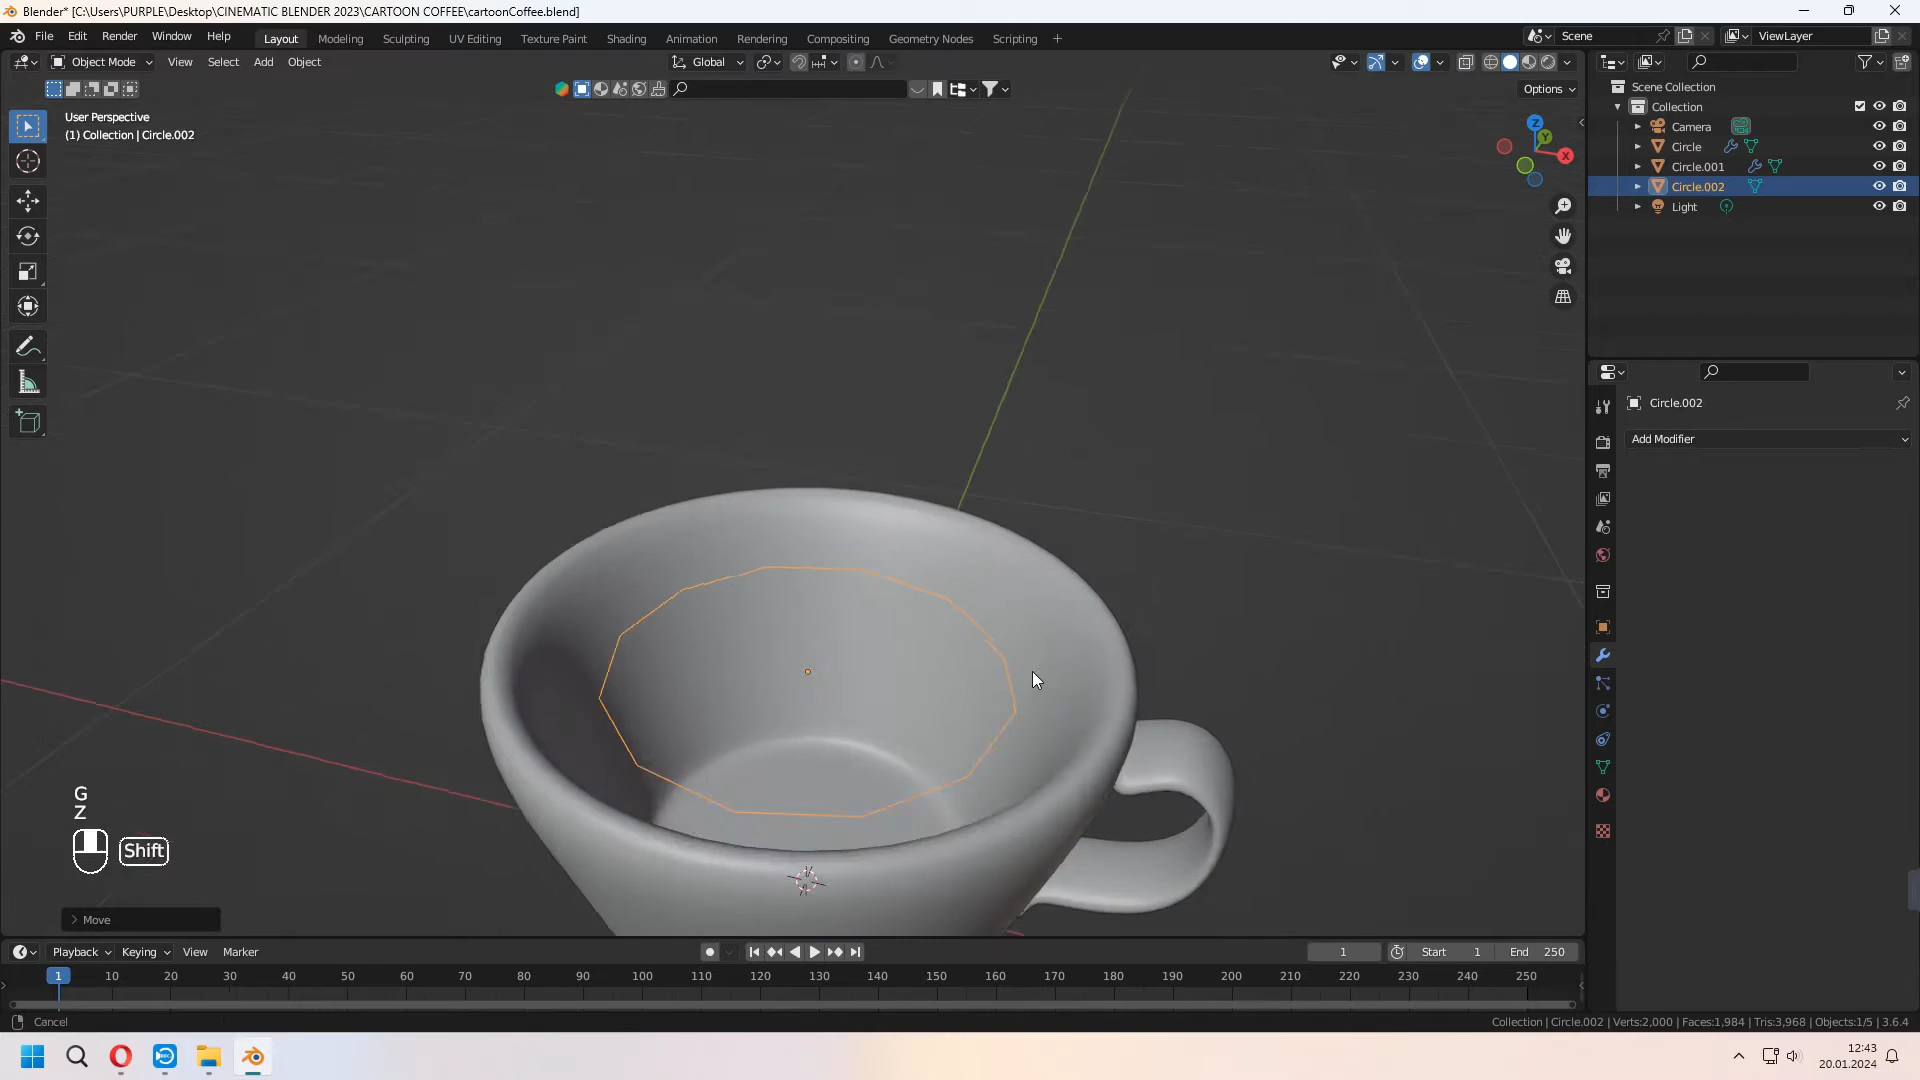 Blender* [C:\Users\PURPLE\Desktop\CINEMATIC BLENDER 2023\CARTOON COFFEE\cartoonCoffee.blend]
File Edit Render Window Help Layout Modeling Sculpting UV Editing Texture Paint Shading Animation Rendering Compositing Geometry Nodes Scripting + Scene ViewLayer
Object Mode View Select Add Object Global
Options
User Perspective
(1) Collection | Circle.002
Z
Y
X
Scene Collection
Collection
Camera
Circle
Circle.001
Circle.002
Light
Circle.002
Add Modifier
G
Z
Shift
Move
Playback Keying View Marker 1 Start 1 End 250
1 10 20 30 40 50 60 70 80 90 100 110 120 130 140 150 160 170 180 190 200 210 220 230 240 250
Cancel Collection | Circle.002 | Verts:2,000 | Faces:1,984 | Tris:3,968 | Objects:1/5 | 3.6.4
12:43
20.01.2024